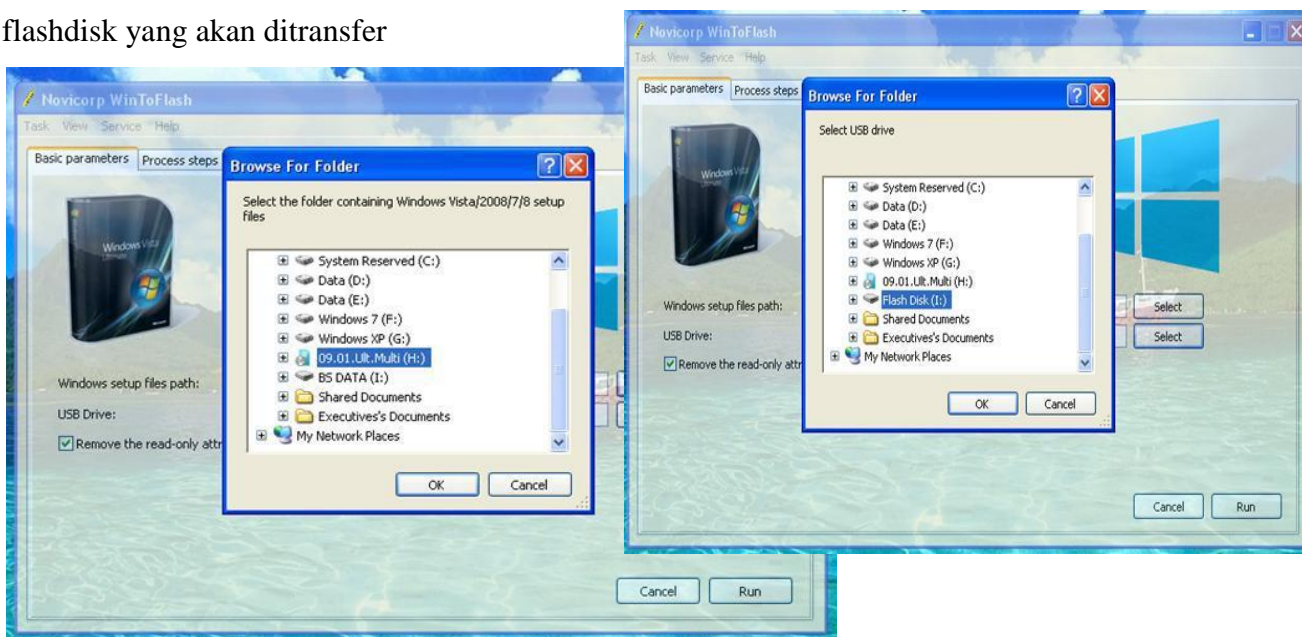 flashdisk yang akan ditransfer
Novicorp WinToFlash
Task View Service Help
Basic parameters Process steps
Windows Vista
Browse For Folder
Select the folder containing Windows Vista/2008/7/8 setup
files
System Reserved (C:)
Data (D:)
Data (E:)
Windows 7 (F:)
Windows XP (G:)
09.01.Ult.Multi (H:)
BS DATA (I:)
Shared Documents
Executives's Documents
My Network Places
OK Cancel
Windows setup files path:
USB Drive:
Remove the read-only attr
Cancel Run
Novicorp WinToFlash
Task View Service Help
Basic parameters Process steps
Windows Vista
Browse For Folder
Select USB drive
System Reserved (C:)
Data (D:)
Data (E:)
Windows 7 (F:)
Windows XP (G:)
09.01.Ult.Multi (H:)
Flash Disk (I:)
Shared Documents
Executives's Documents
My Network Places
OK Cancel
Windows setup files path:
Select
USB Drive:
Select
Remove the read-only attr
Cancel Run